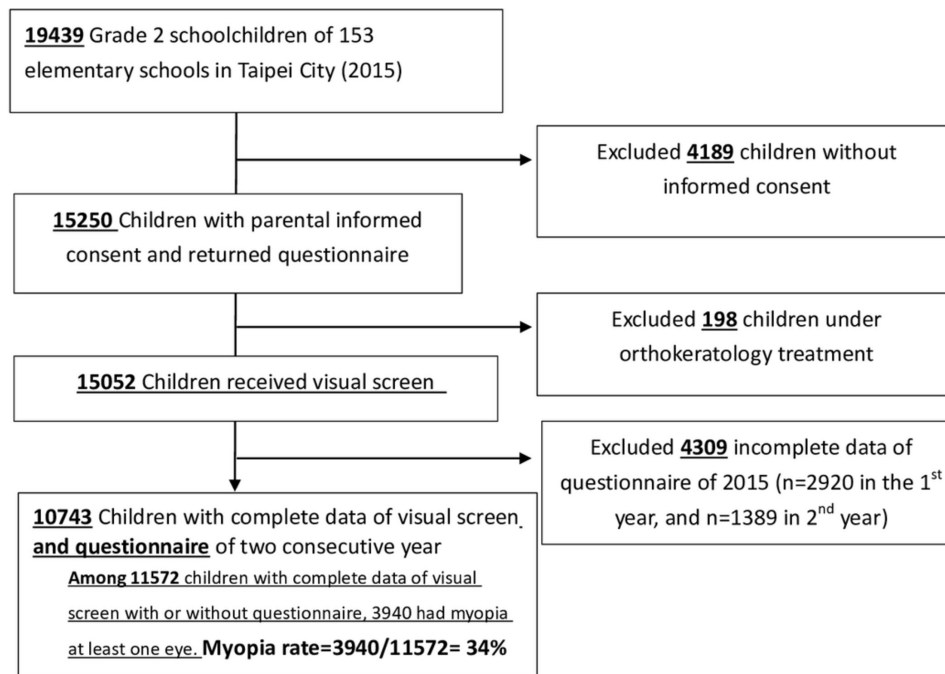 19439 Grade 2 schoolchildren of 153
elementary schools in Taipei City (2015)
Excluded 4189 children without
informed consent
15250 Children with parental informed
consent and returned questionnaire
Excluded 198 children under
orthokeratology treatment
15052 Children received visual screen
Excluded 4309 incomplete data of
questionnaire of 2015 (n=2920 in the 1st
year, and n=1389 in 2nd year)
10743 Children with complete data of visual screen
and questionnaire of two consecutive year
Among 11572 children with complete data of visual
screen with or without questionnaire, 3940 had myopia
at least one eye. Myopia rate=3940/11572= 34%